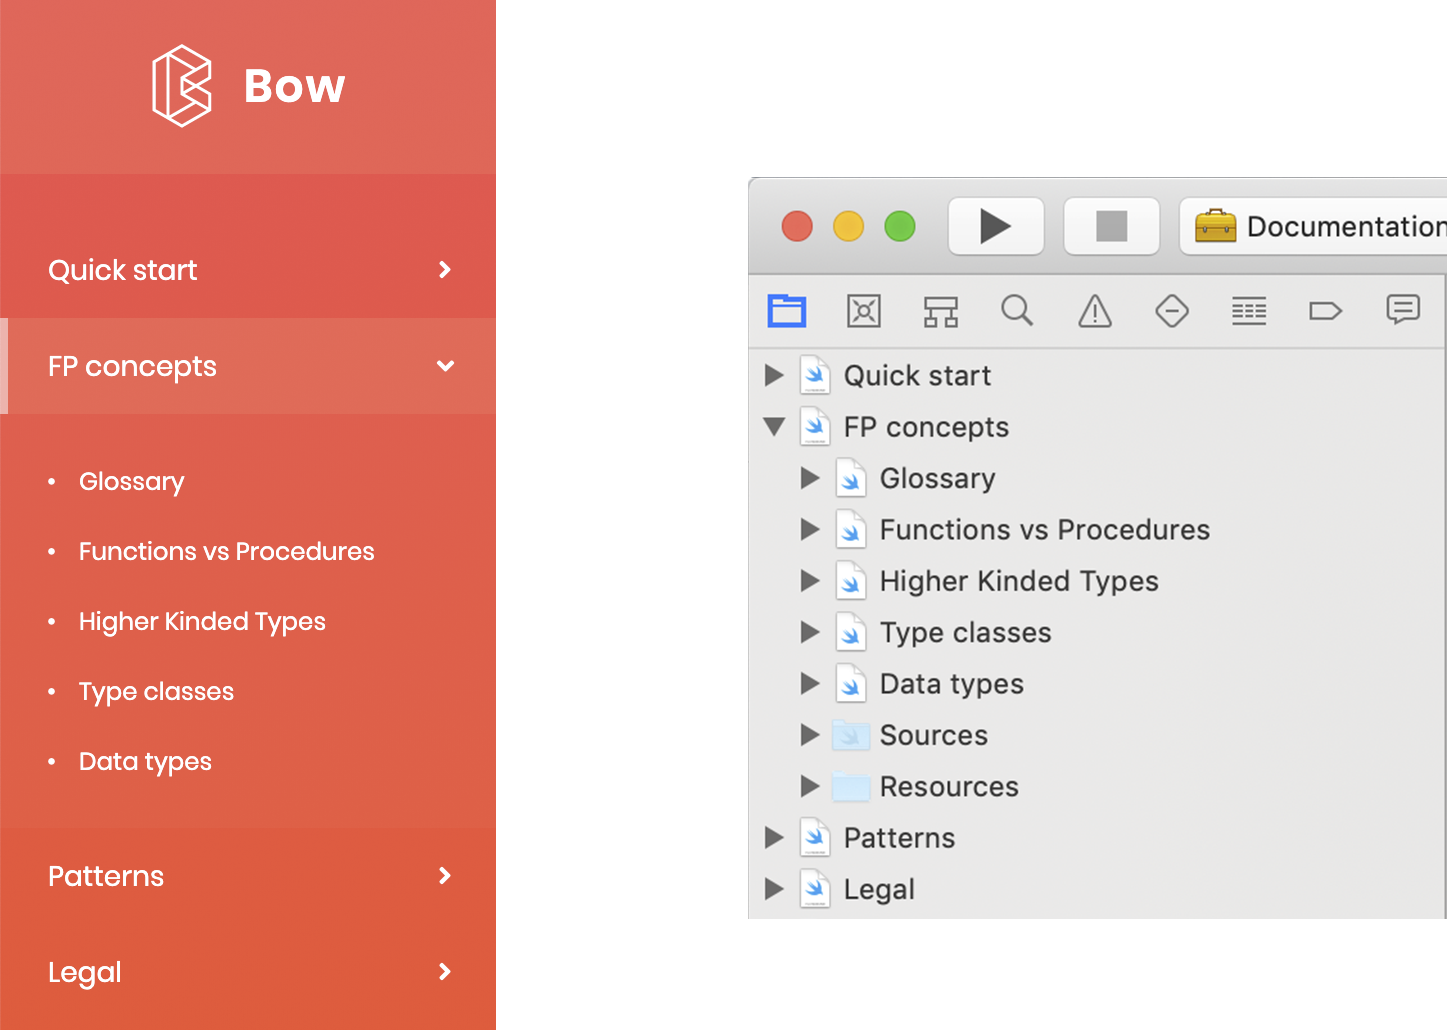 Bow
Quick start
FP concepts
Glossary
Functions vs Procedures
Higher Kinded Types
Type classes
Data types
Patterns
Legal
Documentation
Quick start
FP concepts
Glossary
Functions vs Procedures
Higher Kinded Types
Type classes
Data types
Sources
Resources
Patterns
Legal